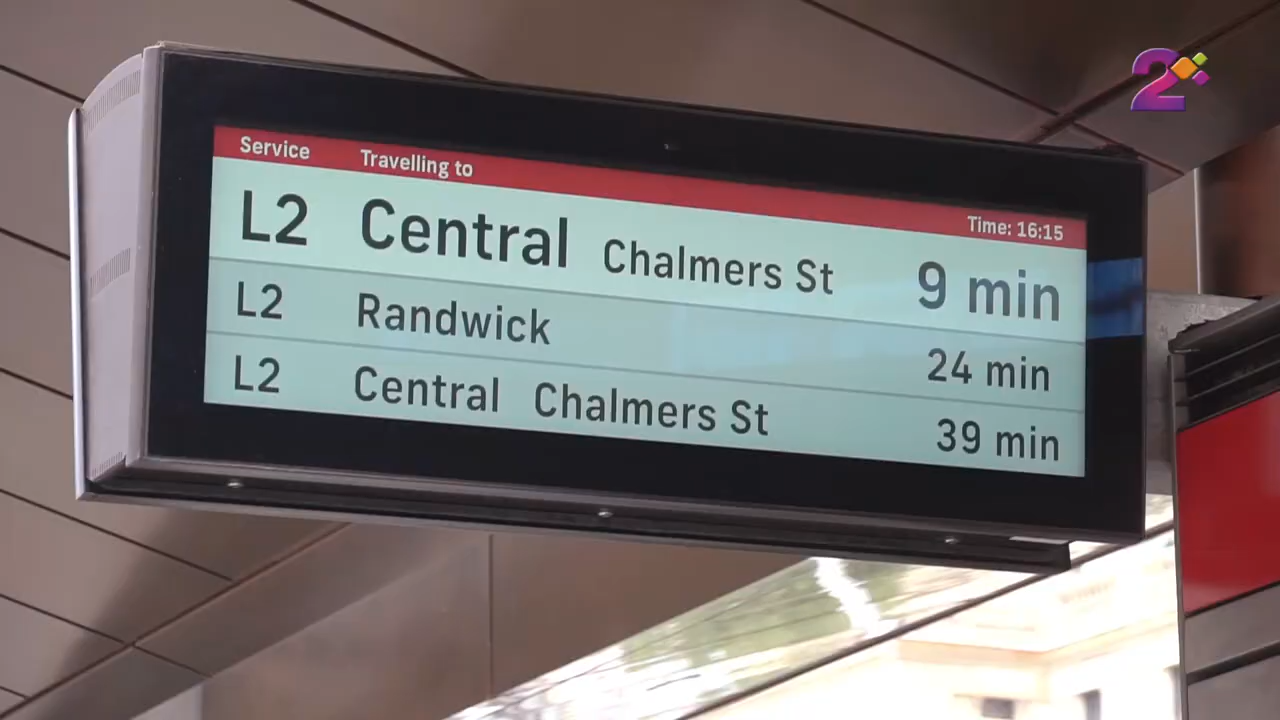 2
Service Travelling to Time: 16:15
L2 Central Chalmers St 9 min
L2 Randwick 24 min
L2 Central Chalmers St 39 min